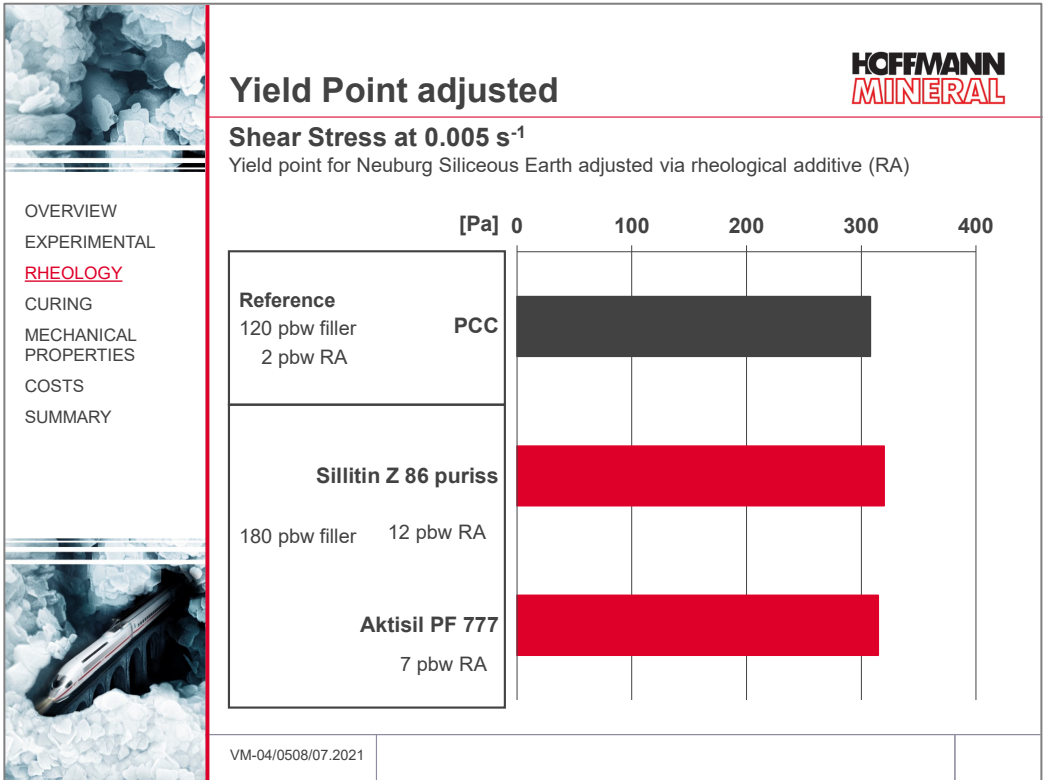 HOFFMANN
MINERAL
Yield Point adjusted
Shear Stress at 0.005 s⁻¹
Yield point for Neuburg Siliceous Earth adjusted via rheological additive (RA)
OVERVIEW
EXPERIMENTAL
RHEOLOGY
CURING
MECHANICAL
PROPERTIES
COSTS
SUMMARY
[Pa] 0 100 200 300 400
Reference
120 pbw filler PCC
2 pbw RA
Sillitin Z 86 puriss
180 pbw filler 12 pbw RA
Aktisil PF 777
7 pbw RA
VM-04/0508/07.2021